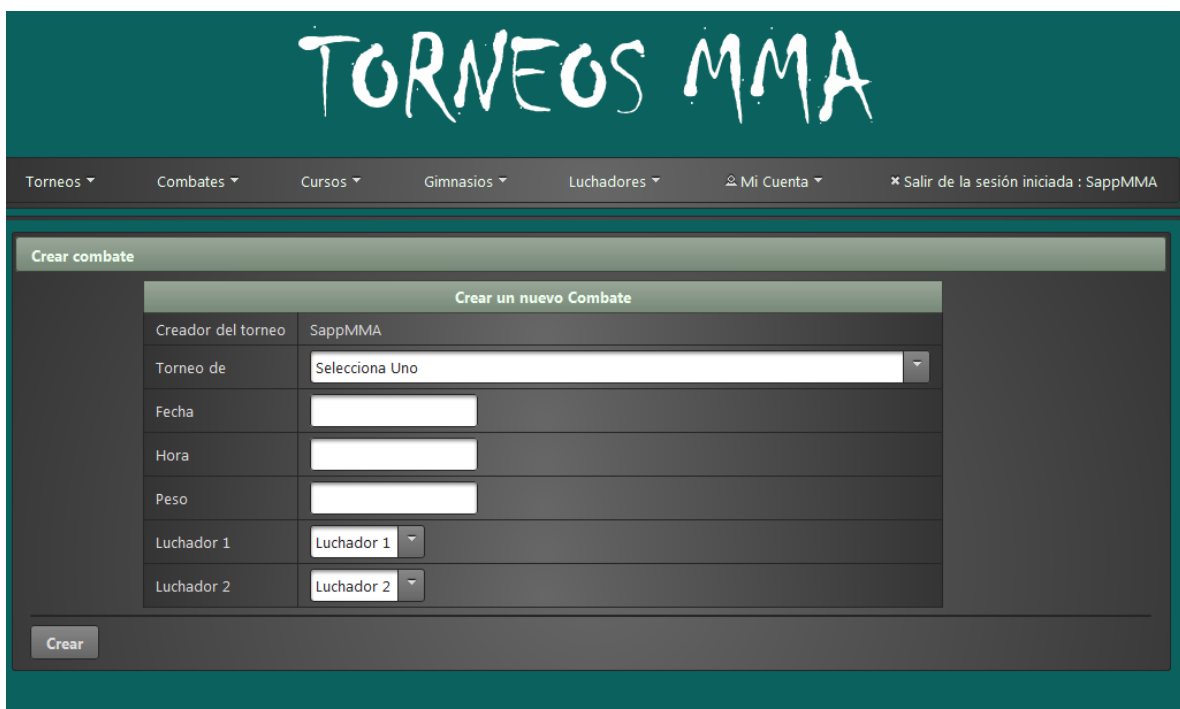 TORNEOS MMA
Torneos Combates Cursos Gimnasios Luchadores Mi Cuenta Salir de la sesión iniciada : SappMMA
Crear combate
Crear un nuevo Combate
Creador del torneo SappMMA
Torneo de Selecciona Uno
Fecha
Hora
Peso
Luchador 1 Luchador 1
Luchador 2 Luchador 2
Crear